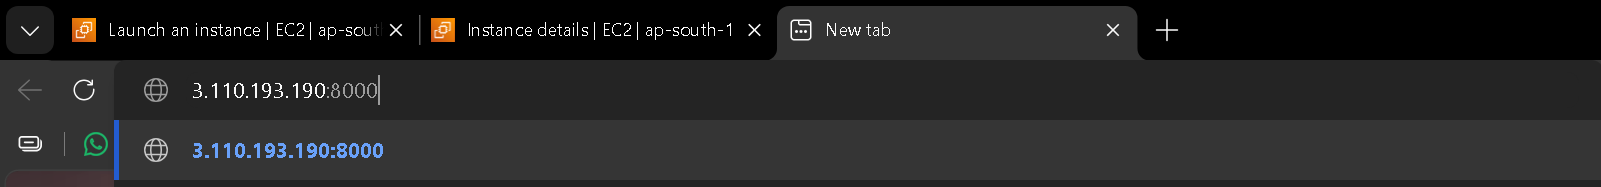 Launch an instance | EC2 | ap-sout
Instance details | EC2 | ap-south-1
New tab
3.110.193.190:8000
3.110.193.190:8000